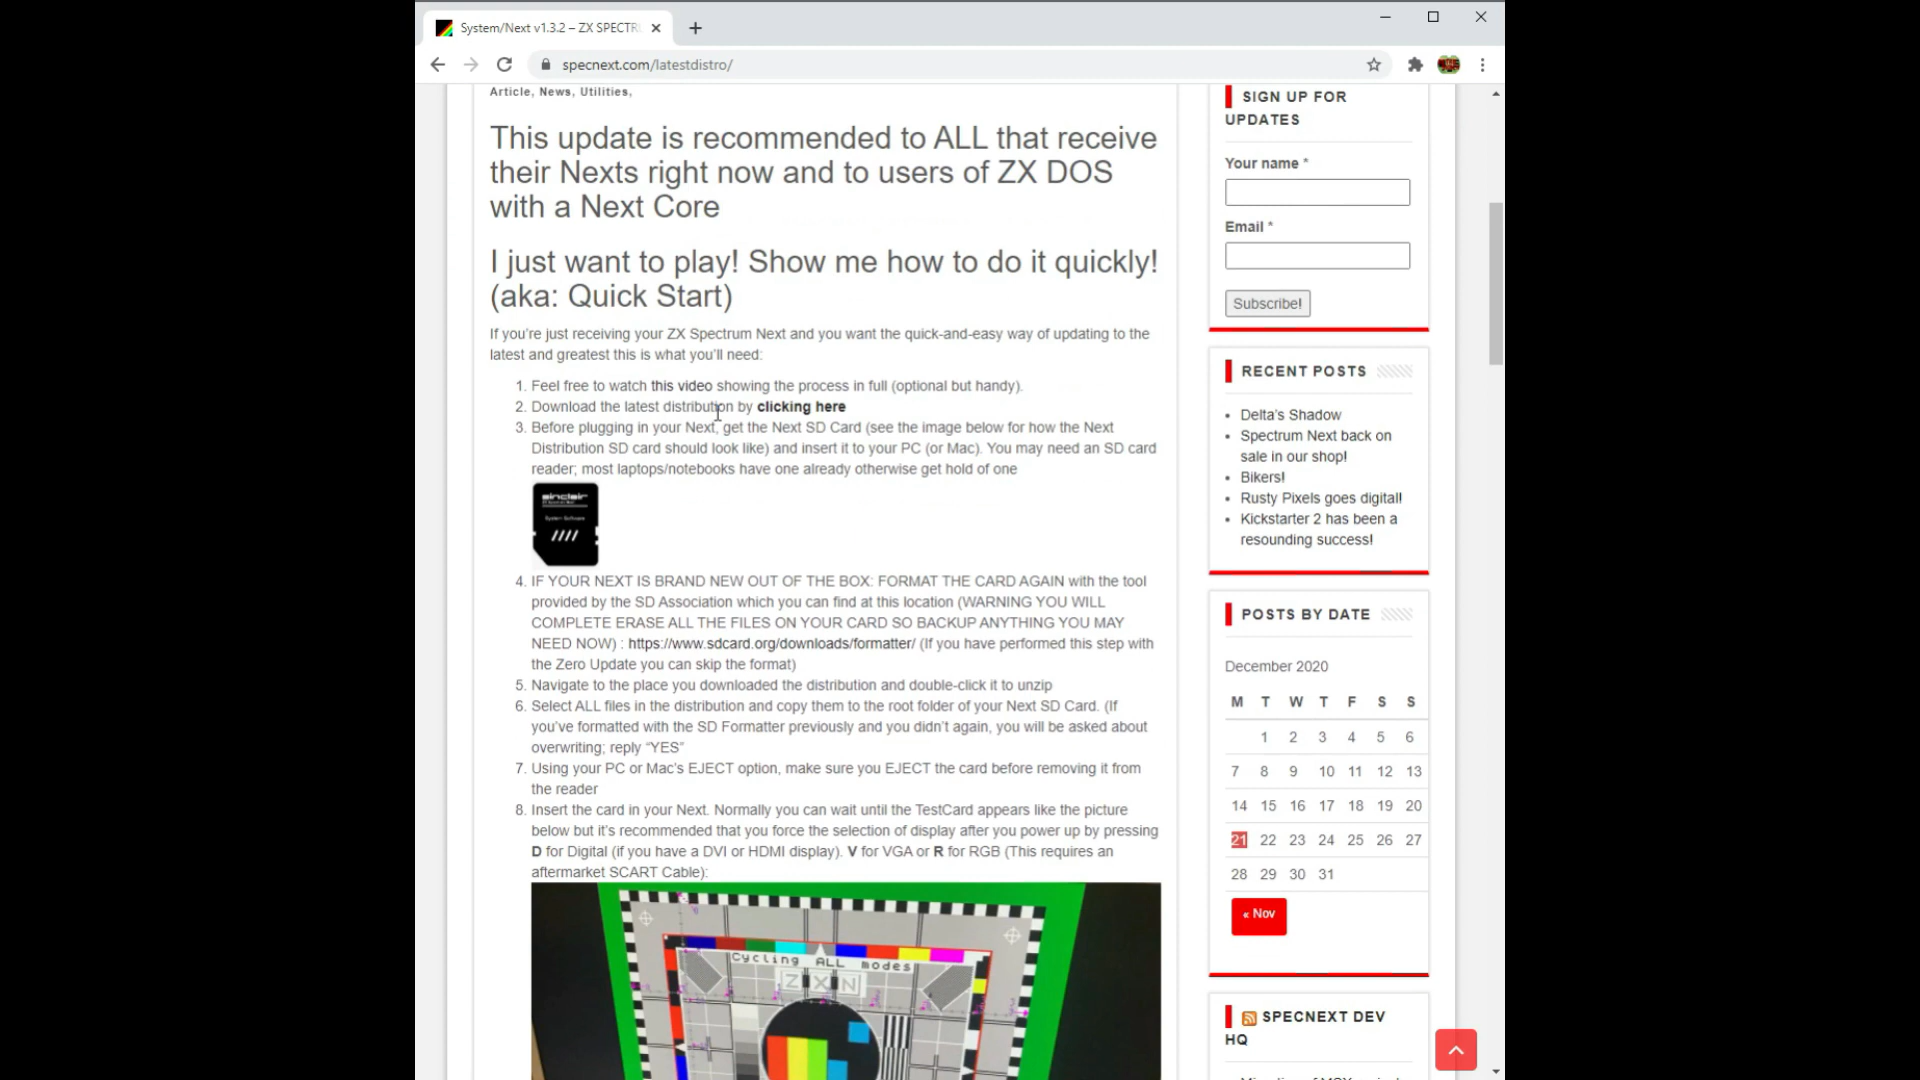 System/Next v1.3.2 – ZX SPECTR
specnext.com/latestdistro/
Article, News, Utilities,
This update is recommended to ALL that receive
their Nexts right now and to users of ZX DOS
with a Next Core
I just want to play! Show me how to do it quickly!
(aka: Quick Start)
If you're just receiving your ZX Spectrum Next and you want the quick-and-easy way of updating to the
latest and greatest this is what you'll need:
1. Feel free to watch this video showing the process in full (optional but handy).
2. Download the latest distribution by clicking here
3. Before plugging in your Next, get the Next SD Card (see the image below for how the Next
Distribution SD card should look like) and insert it to your PC (or Mac). You may need an SD card
reader; most laptops/notebooks have one already otherwise get hold of one
sinclair
System Software
4. IF YOUR NEXT IS BRAND NEW OUT OF THE BOX: FORMAT THE CARD AGAIN with the tool
provided by the SD Association which you can find at this location (WARNING YOU WILL
COMPLETE ERASE ALL THE FILES ON YOUR CARD SO BACKUP ANYTHING YOU MAY
NEED NOW) : https://www.sdcard.org/downloads/formatter/ (If you have performed this step with
the Zero Update you can skip the format)
5. Navigate to the place you downloaded the distribution and double-click it to unzip
6. Select ALL files in the distribution and copy them to the root folder of your Next SD Card. (If
you've formatted with the SD Formatter previously and you didn't again, you will be asked about
overwriting; reply “YES”
7. Using your PC or Mac's EJECT option, make sure you EJECT the card before removing it from
the reader
8. Insert the card in your Next. Normally you can wait until the TestCard appears like the picture
below but it's recommended that you force the selection of display after you power up by pressing
D for Digital (if you have a DVI or HDMI display). V for VGA or R for RGB (This requires an
aftermarket SCART Cable):
Cycling ALL modes
ZXN
SIGN UP FOR
UPDATES
Your name *
Email *
Subscribe!
RECENT POSTS
Delta's Shadow
Spectrum Next back on
sale in our shop!
Bikers!
Rusty Pixels goes digital!
Kickstarter 2 has been a
resounding success!
POSTS BY DATE
December 2020
M T W T F S S
1 2 3 4 5 6
7 8 9 10 11 12 13
14 15 16 17 18 19 20
21 22 23 24 25 26 27
28 29 30 31
« Nov
SPECNEXT DEV
HQ